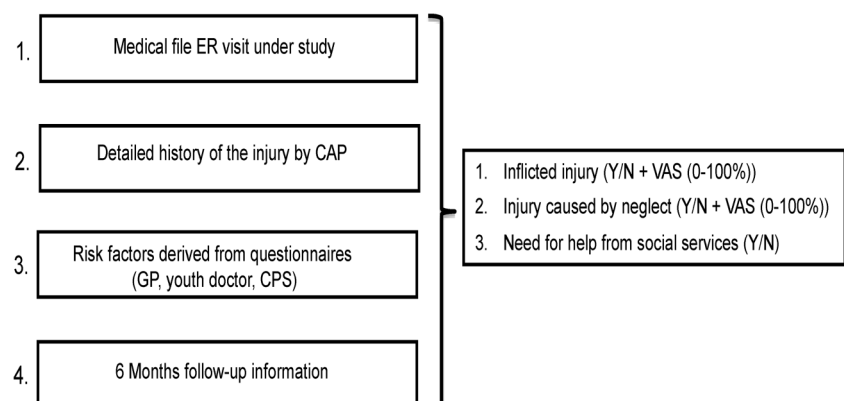 1.
Medical file ER visit under study
2.
Detailed history of the injury by CAP
3.
Risk factors derived from questionnaires
(GP, youth doctor, CPS)
4.
6 Months follow-up information
1. Inflicted injury (Y/N + VAS (0-100%))
2. Injury caused by neglect (Y/N + VAS (0-100%))
3. Need for help from social services (Y/N)